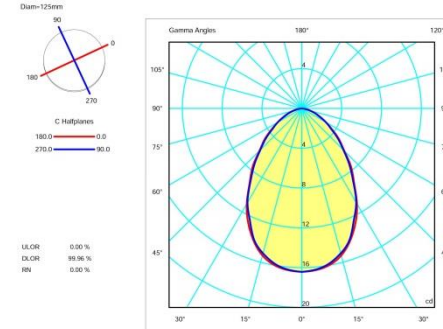 Diam=125mm
90
0
180
270
C Halfplanes
180.0 0.0
270.0 90.0
ULOR 0.00 %
DLOR 99.96 %
RN 0.00 %
Gamma Angles 180° 120°
4
105°
90°
4
75°
8
60°
12
45°
16
20 cd
30° 15° 0° 15° 30°